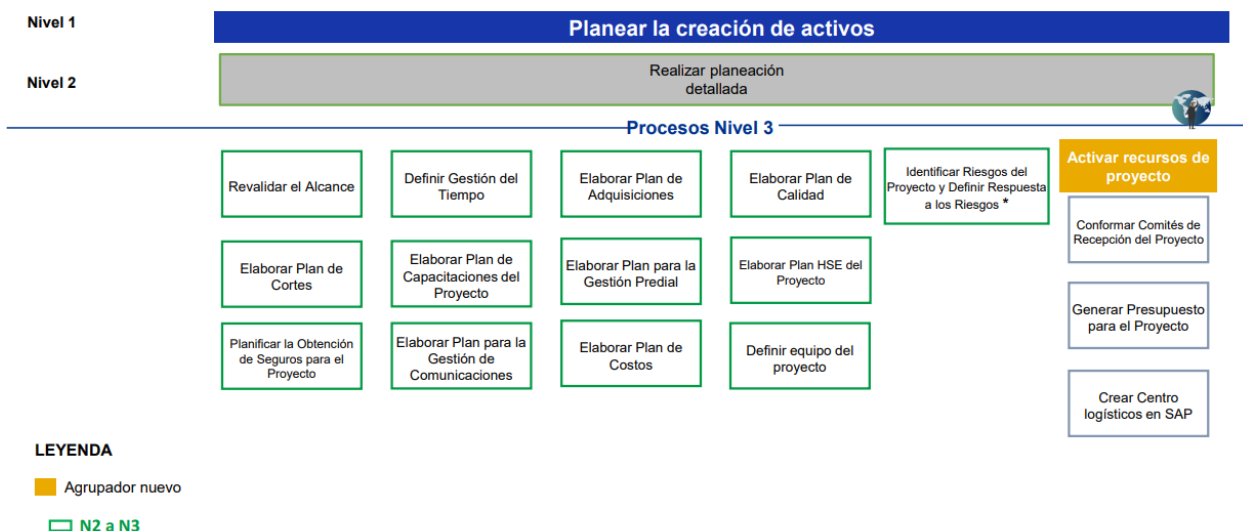 Nivel 1
Planear la creación de activos
Nivel 2
Realizar planeación
detallada
Procesos Nivel 3
Revalidar el Alcance
Definir Gestión del
Tiempo
Elaborar Plan de
Adquisiciones
Elaborar Plan de
Calidad
Identificar Riesgos del
Proyecto y Definir Respuesta
a los Riesgos *
Activar recursos de
proyecto
Conformar Comités de
Recepción del Proyecto
Elaborar Plan de
Cortes
Elaborar Plan de
Capacitaciones del
Proyecto
Elaborar Plan para la
Gestión Predial
Elaborar Plan HSE del
Proyecto
Generar Presupuesto
para el Proyecto
Planificar la Obtención
de Seguros para el
Proyecto
Elaborar Plan para la
Gestión de
Comunicaciones
Elaborar Plan de
Costos
Definir equipo del
proyecto
Crear Centro
logísticos en SAP
LEYENDA
Agrupador nuevo
N2 a N3